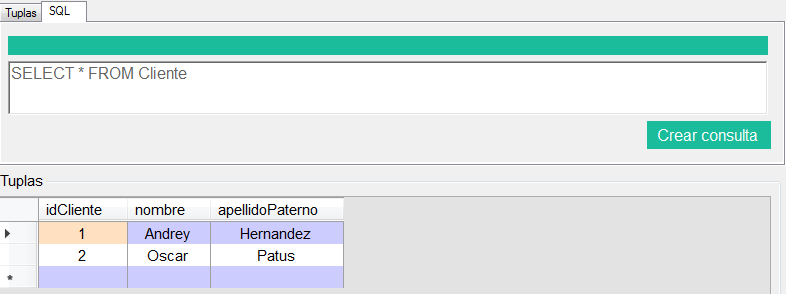 Tuplas SQL
SELECT * FROM Cliente
Crear consulta
Tuplas
idCliente nombre apellidoPaterno
1 Andrey Hernandez
2 Oscar Patus
*